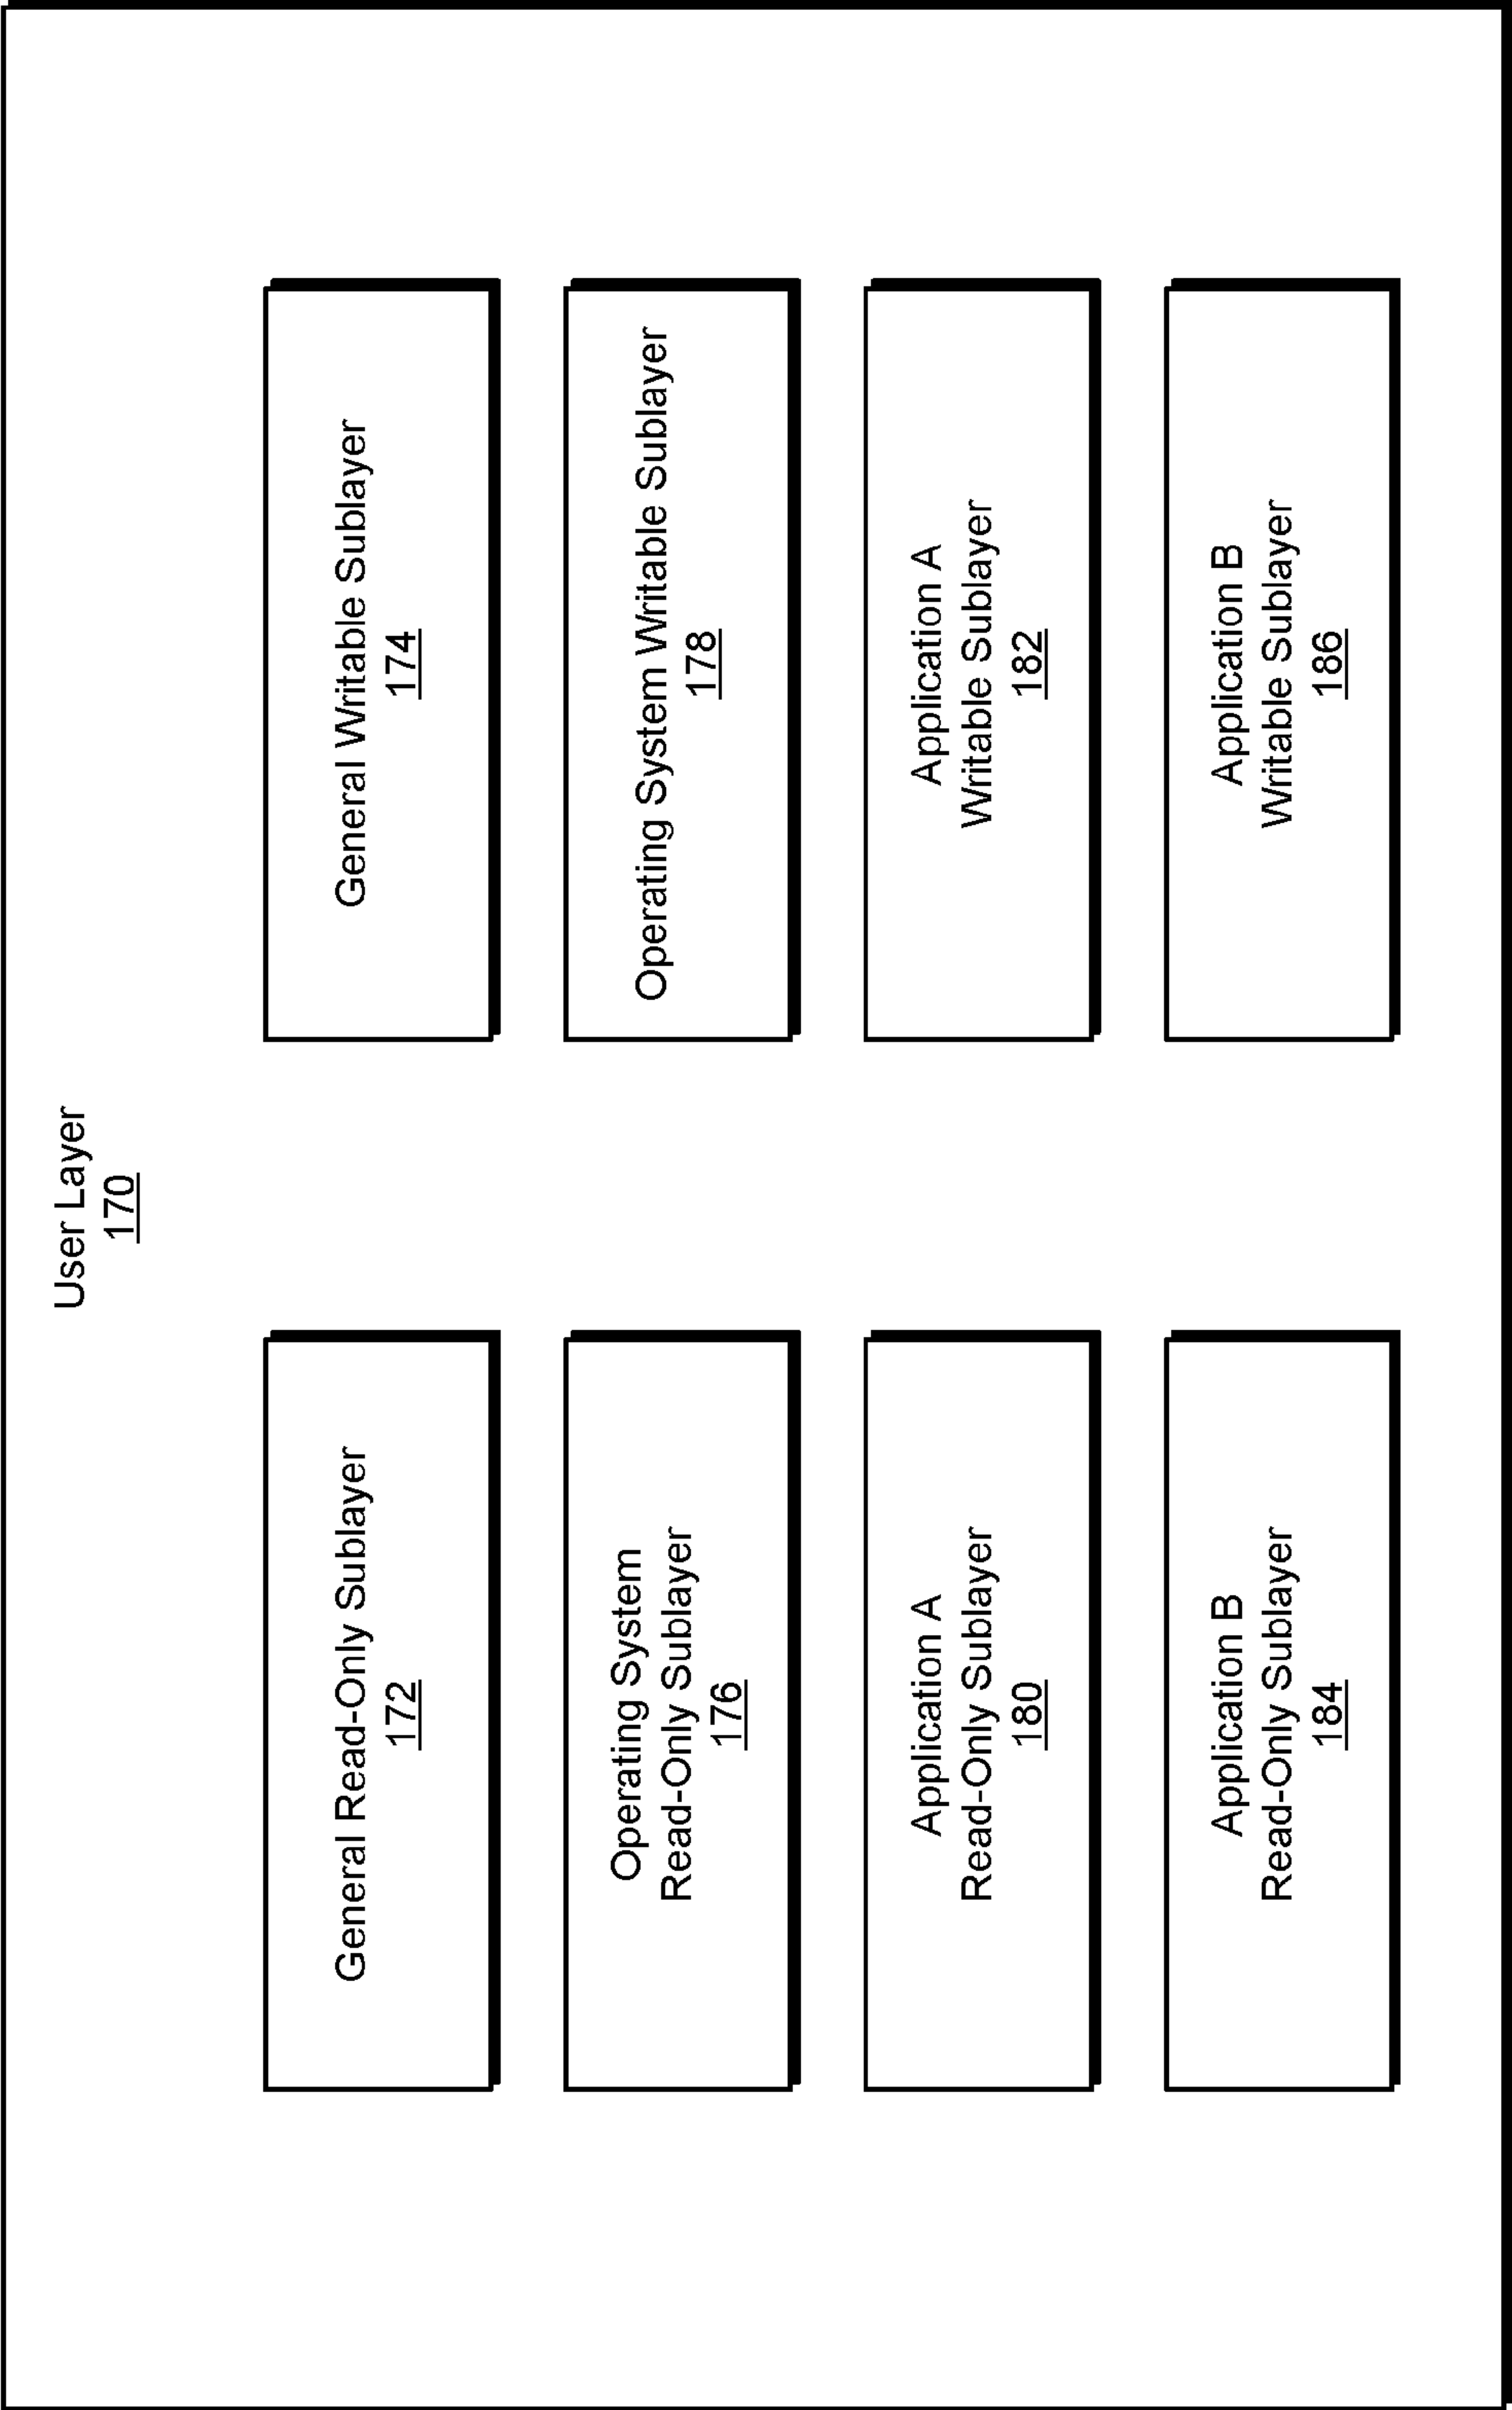 User Layer
170
General Read-Only Sublayer
172
General Writable Sublayer
174
Operating System
Read-Only Sublayer
176
Operating System Writable Sublayer
178
Application A
Read-Only Sublayer
180
Application A
Writable Sublayer
182
Application B
Read-Only Sublayer
184
Application B
Writable Sublayer
186